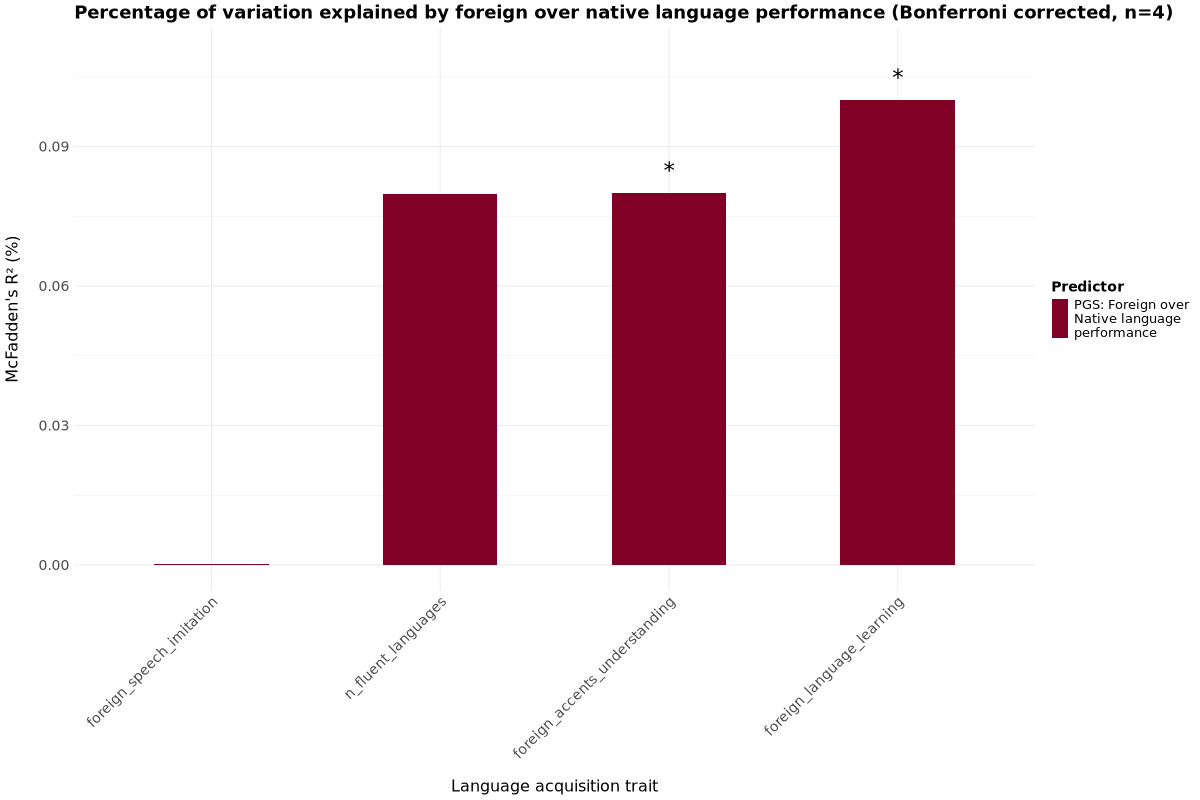 Percentage of variation explained by foreign over native language performance (Bonferroni corrected, n=4)
*
*
0.09
0.06
0.03
0.00
McFadden's R² (%)
Predictor
PGS: Foreign over
Native language
performance
foreign_speech_imitation
n_fluent_languages
foreign_accents_understanding
foreign_language_learning
Language acquisition trait